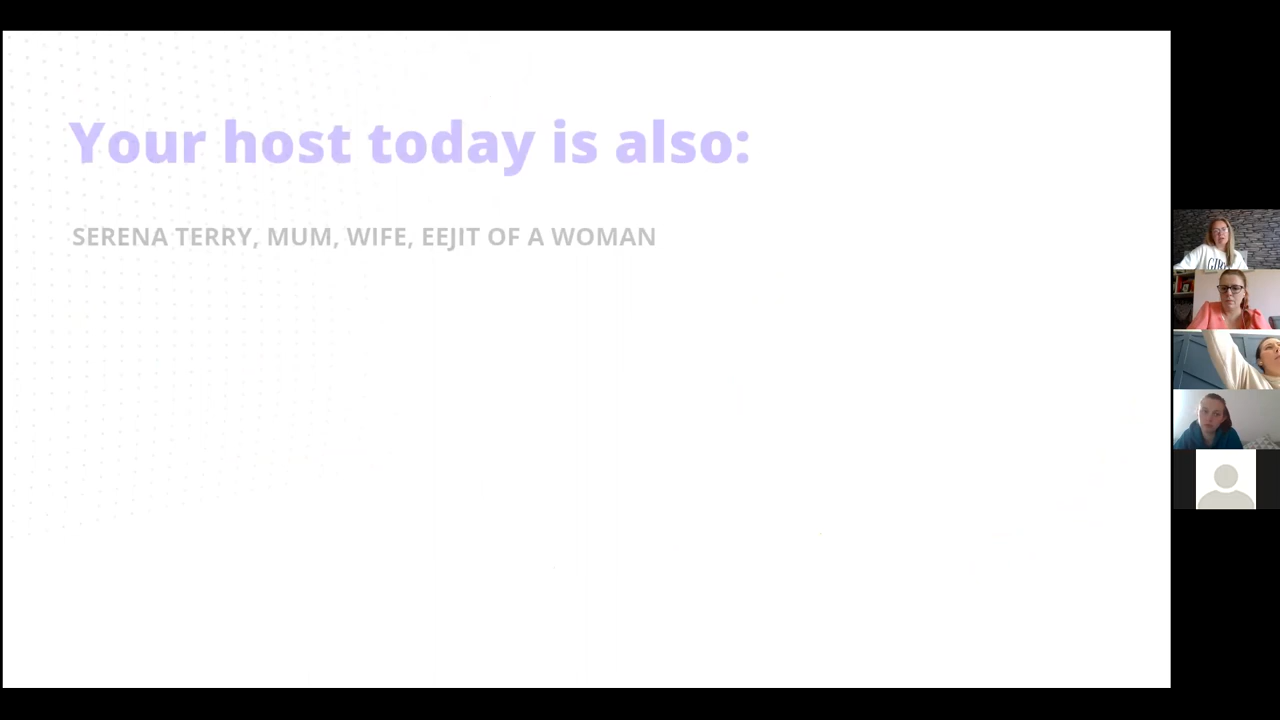 Your host today is also:
SERENA TERRY, MUM, WIFE, EEJIT OF A WOMAN